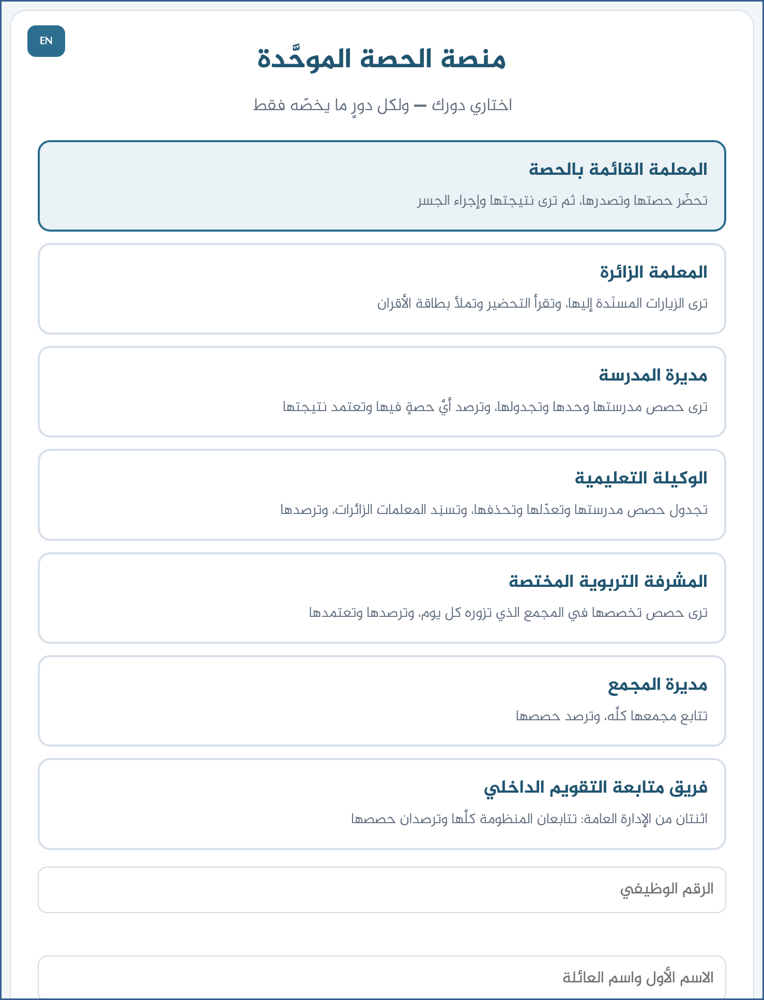 EN
منصة الحصة الموحَّدة
اختاري دورك — ولكل دورٍ ما يخصّه فقط
المعلمة القائمة بالحصة
تحضّر حصتها وتصدرها، ثم ترى نتيجتها وإجراء الجسر
المعلمة الزائرة
ترى الزيارات المسنَدة إليها، وتقرأ التحضير وتملأ بطاقة الأقران
مديرة المدرسة
ترى حصص مدرستها وحدها وتجدولها، وترصد أيَّ حصةٍ فيها وتعتمد نتيجتها
الوكيلة التعليمية
تجدول حصص مدرستها وتعدّلها وتحذفها، وتسنِد المعلمات الزائرات، وترصدها
المشرفة التربوية المختصة
ترى حصص تخصصها في المجمع الذي تزوره كل يوم، وترصدها وتعتمدها
مديرة المجمع
تتابع مجمعها كلَّه، وترصد حصصها
فريق متابعة التقويم الداخلي
اثنتان من الإدارة العامة: تتابعان المنظومة كلَّها وترصدان حصصها
الرقم الوظيفي
الاسم الأول واسم العائلة